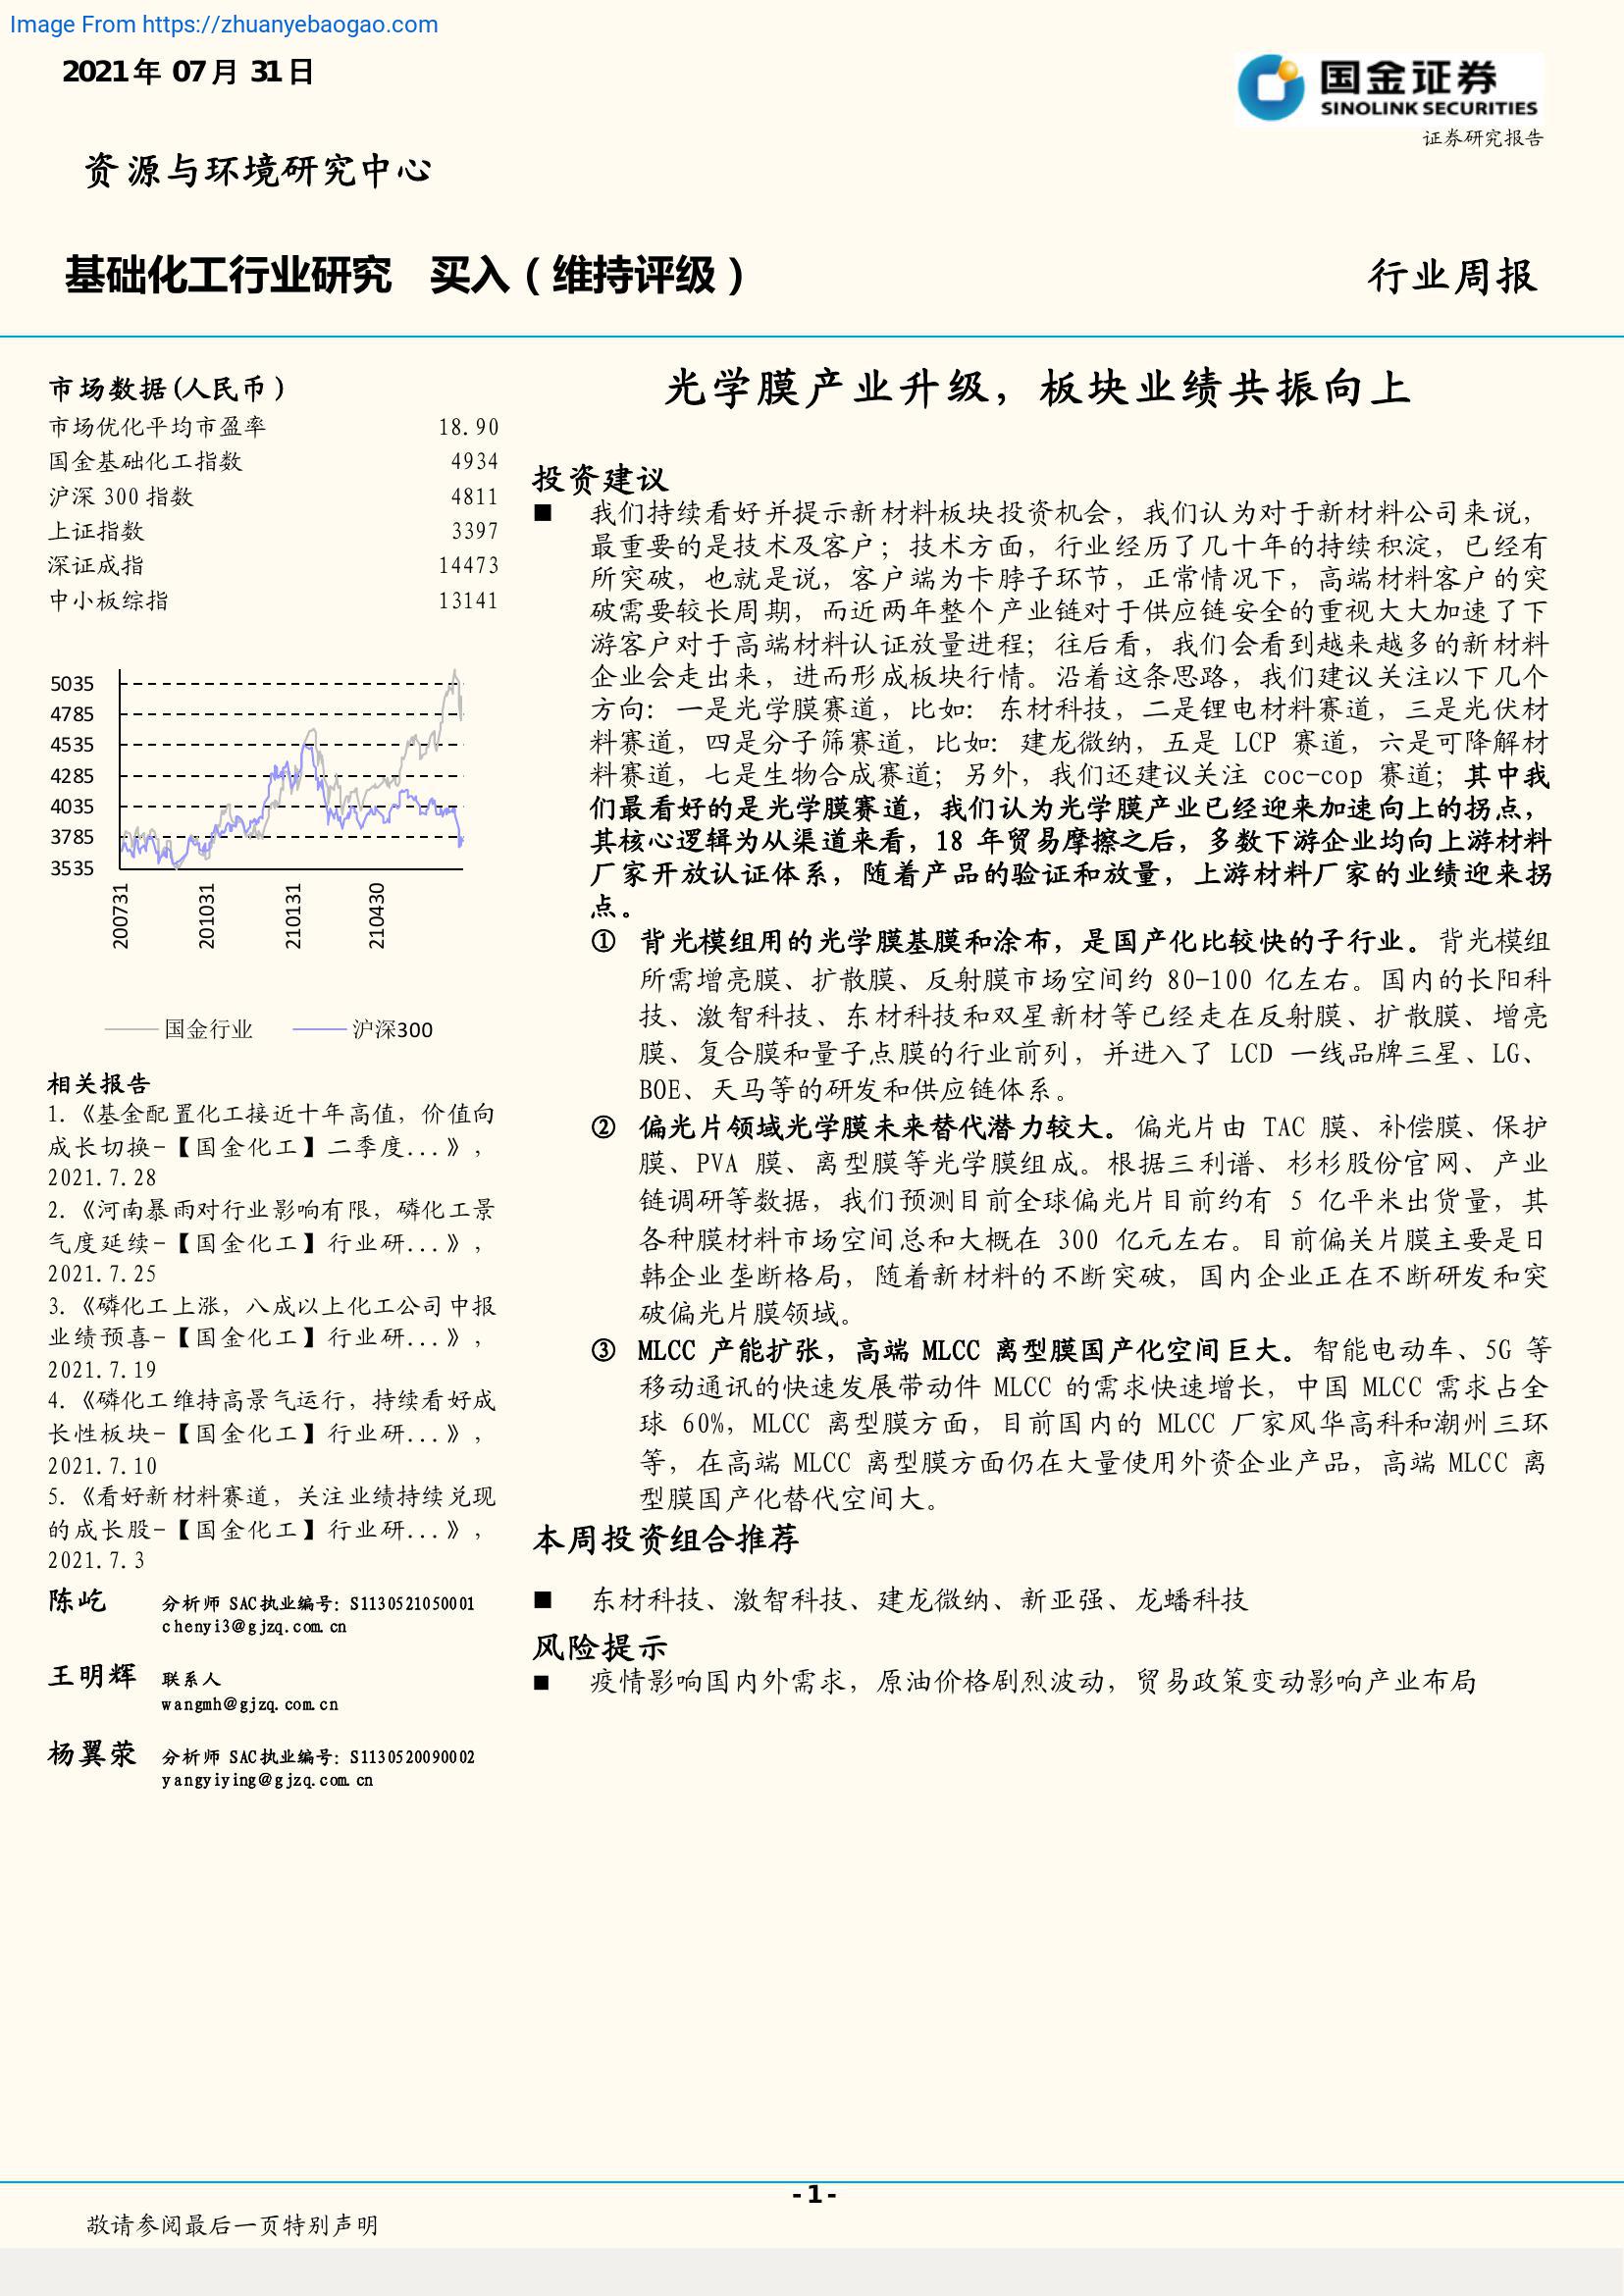 Image From https://zhuanyebaogao.com
2021年 07月 31日
国金证券
SINOLINK SECURITIES
证券研究报告
资源与环境研究中心
基础化工行业研究 买入（维持评级）
行业周报
市场数据(人民币)
市场优化平均市盈率 18.90
国金基础化工指数 4934
沪深 300 指数 4811
上证指数 3397
深证成指 14473
中小板综指 13141
5035
4785
4535
4285
4035
3785
3535
200731
201031
210131
210430
国金行业 沪深300
相关报告
1.《基金配置化工接近十年高值，价值向
成长切换-【国金化工】二季度...》，
2021.7.28
2.《河南暴雨对行业影响有限，磷化工景
气度延续-【国金化工】行业研...》，
2021.7.25
3.《磷化工上涨，八成以上化工公司中报
业绩预喜-【国金化工】行业研...》，
2021.7.19
4.《磷化工维持高景气运行，持续看好成
长性板块-【国金化工】行业研...》，
2021.7.10
5.《看好新材料赛道，关注业绩持续兑现
的成长股-【国金化工】行业研...》，
2021.7.3
陈屹 分析师 SAC执业编号：S1130521050001
chenyi3@gjzq.com.cn
王明辉 联系人
wangmh@gjzq.com.cn
杨翼荥 分析师 SAC执业编号：S1130520090002
yangyiying@gjzq.com.cn
光学膜产业升级，板块业绩共振向上
投资建议
■ 我们持续看好并提示新材料板块投资机会，我们认为对于新材料公司来说，
最重要的是技术及客户；技术方面，行业经历了几十年的持续积淀，已经有
所突破，也就是说，客户端为卡脖子环节，正常情况下，高端材料客户的突
破需要较长周期，而近两年整个产业链对于供应链安全的重视大大加速了下
游客户对于高端材料认证放量进程；往后看，我们会看到越来越多的新材料
企业会走出来，进而形成板块行情。沿着这条思路，我们建议关注以下几个
方向：一是光学膜赛道，比如：东材科技，二是锂电材料赛道，三是光伏材
料赛道，四是分子筛赛道，比如：建龙微纳，五是 LCP 赛道，六是可降解材
料赛道，七是生物合成赛道；另外，我们还建议关注 coc-cop 赛道；其中我
们最看好的是光学膜赛道，我们认为光学膜产业已经迎来加速向上的拐点，
其核心逻辑为从渠道来看，18 年贸易摩擦之后，多数下游企业均向上游材料
厂家开放认证体系，随着产品的验证和放量，上游材料厂家的业绩迎来拐
点。
① 背光模组用的光学膜基膜和涂布，是国产化比较快的子行业。背光模组
所需增亮膜、扩散膜、反射膜市场空间约 80-100 亿左右。国内的长阳科
技、激智科技、东材科技和双星新材等已经走在反射膜、扩散膜、增亮
膜、复合膜和量子点膜的行业前列，并进入了 LCD 一线品牌三星、LG、
BOE、天马等的研发和供应链体系。
② 偏光片领域光学膜未来替代潜力较大。偏光片由 TAC 膜、补偿膜、保护
膜、PVA 膜、离型膜等光学膜组成。根据三利谱、杉杉股份官网、产业
链调研等数据，我们预测目前全球偏光片目前约有 5 亿平米出货量，其
各种膜材料市场空间总和大概在 300 亿元左右。目前偏关片膜主要是日
韩企业垄断格局，随着新材料的不断突破，国内企业正在不断研发和突
破偏光片膜领域。
③ MLCC 产能扩张，高端 MLCC 离型膜国产化空间巨大。智能电动车、5G 等
移动通讯的快速发展带动件 MLCC 的需求快速增长，中国 MLCC 需求占全
球 60%，MLCC 离型膜方面，目前国内的 MLCC 厂家风华高科和潮州三环
等，在高端 MLCC 离型膜方面仍在大量使用外资企业产品，高端 MLCC 离
型膜国产化替代空间大。
本周投资组合推荐
■ 东材科技、激智科技、建龙微纳、新亚强、龙蟠科技
风险提示
■ 疫情影响国内外需求，原油价格剧烈波动，贸易政策变动影响产业布局
- 1 -
敬请参阅最后一页特别声明